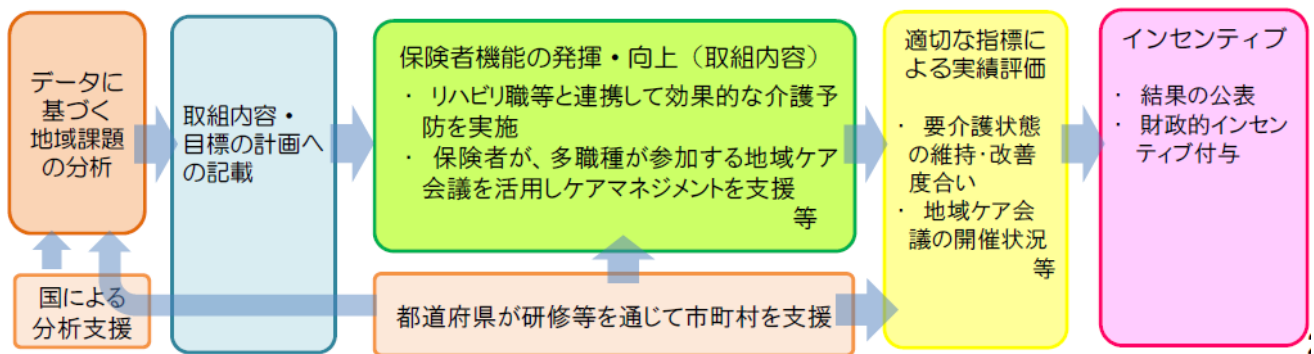 データに
基づく
地域課題
の分析
取組内容・
目標の計画へ
の記載
保険者機能の発揮・向上（取組内容）
・ リハビリ職等と連携して効果的な介護予
防を実施
・ 保険者が、多職種が参加する地域ケア
会議を活用しケアマネジメントを支援
等
適切な指標に
よる実績評価
・ 要介護状態
の維持・改善
度合い
・ 地域ケア会
議の開催状況
等
インセンティブ
・ 結果の公表
・ 財政的インセン
ティブ付与
国による
分析支援
都道府県が研修等を通じて市町村を支援